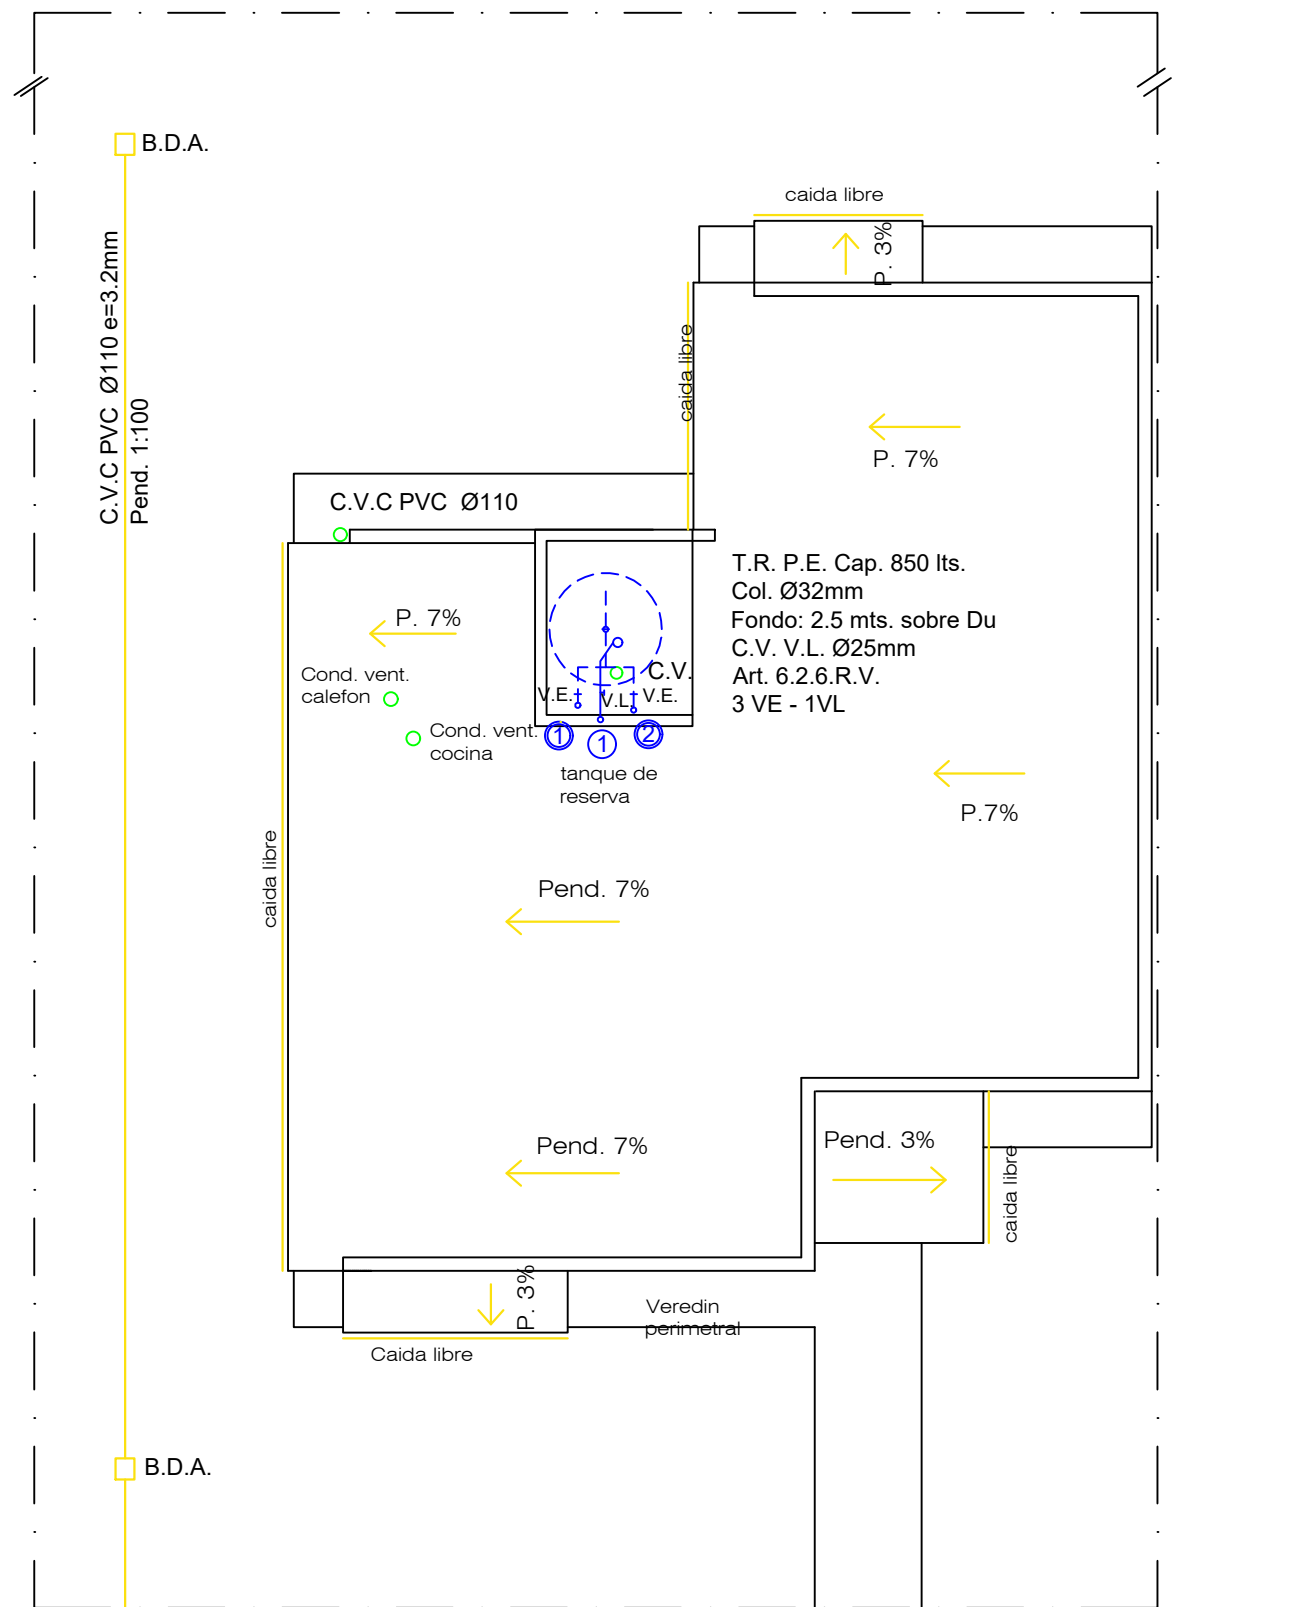 B.D.A.
caida libre
P. 3%
C.V.C PVC  Ø110 e=3.2mm
Pend. 1:100
caida libre
P. 7%
C.V.C PVC  Ø110
T.R. P.E. Cap. 850 lts.
Col. Ø32mm
Fondo: 2.5 mts. sobre Du
C.V. V.L. Ø25mm
Art. 6.2.6.R.V.
3 VE - 1VL
P. 7%
Cond. vent.
calefon
C.V.
V.E.
V.L.
V.E.
Cond. vent.
cocina
1
1
2
tanque de
reserva
P.7%
caida libre
Pend. 7%
Pend. 7%
Pend. 3%
caida libre
P. 3%
Veredin
perimetral
Caida libre
B.D.A.